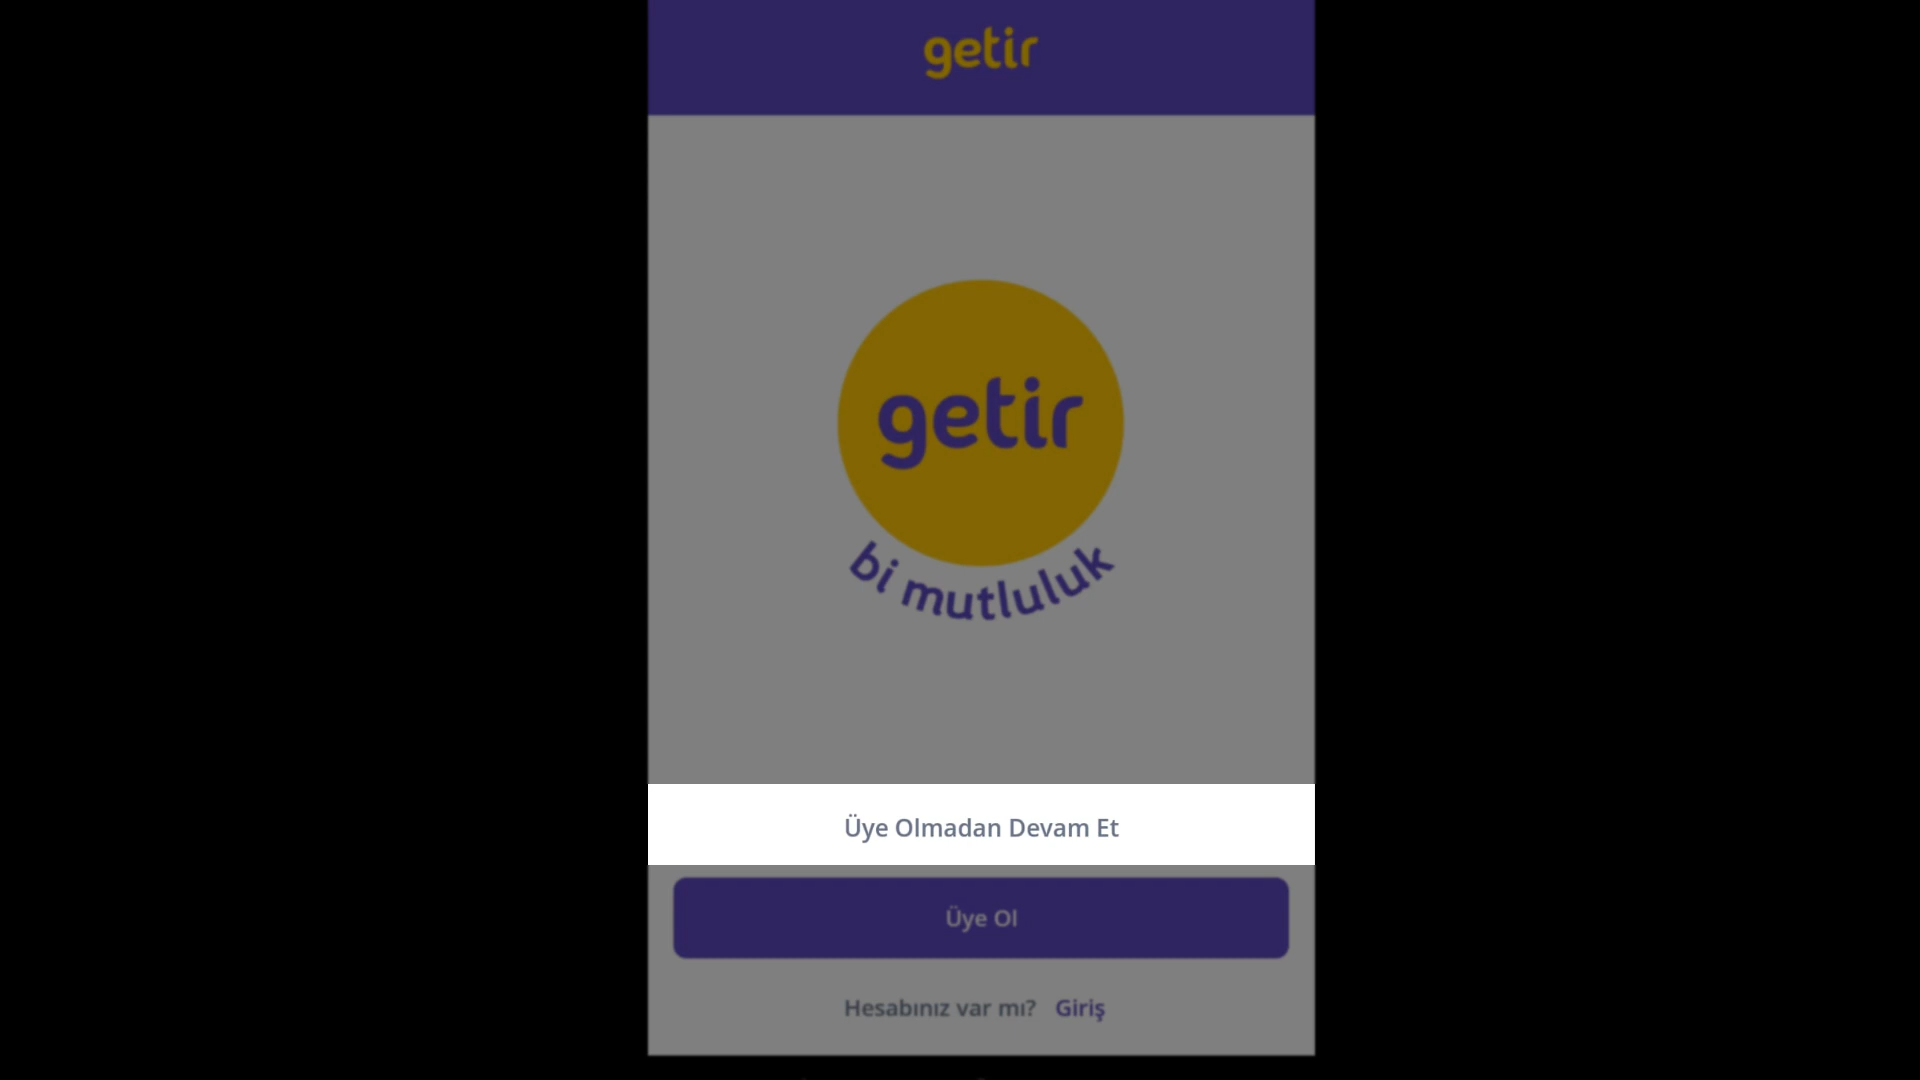 getir
getir
bi mutluluk
Üye Olmadan Devam Et
Üye Ol
Hesabınız var mı? Giriş